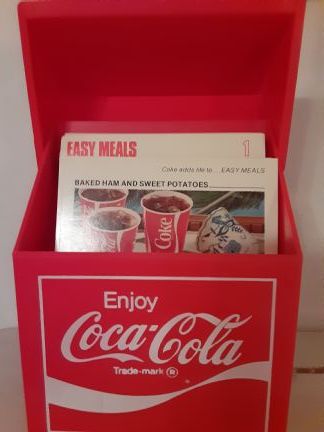 EASY MEALS 1
Coke adds life to... EASY MEALS
BAKED HAM AND SWEET POTATOES
Coke
Enjoy
Coca-Cola
Trade-mark ®